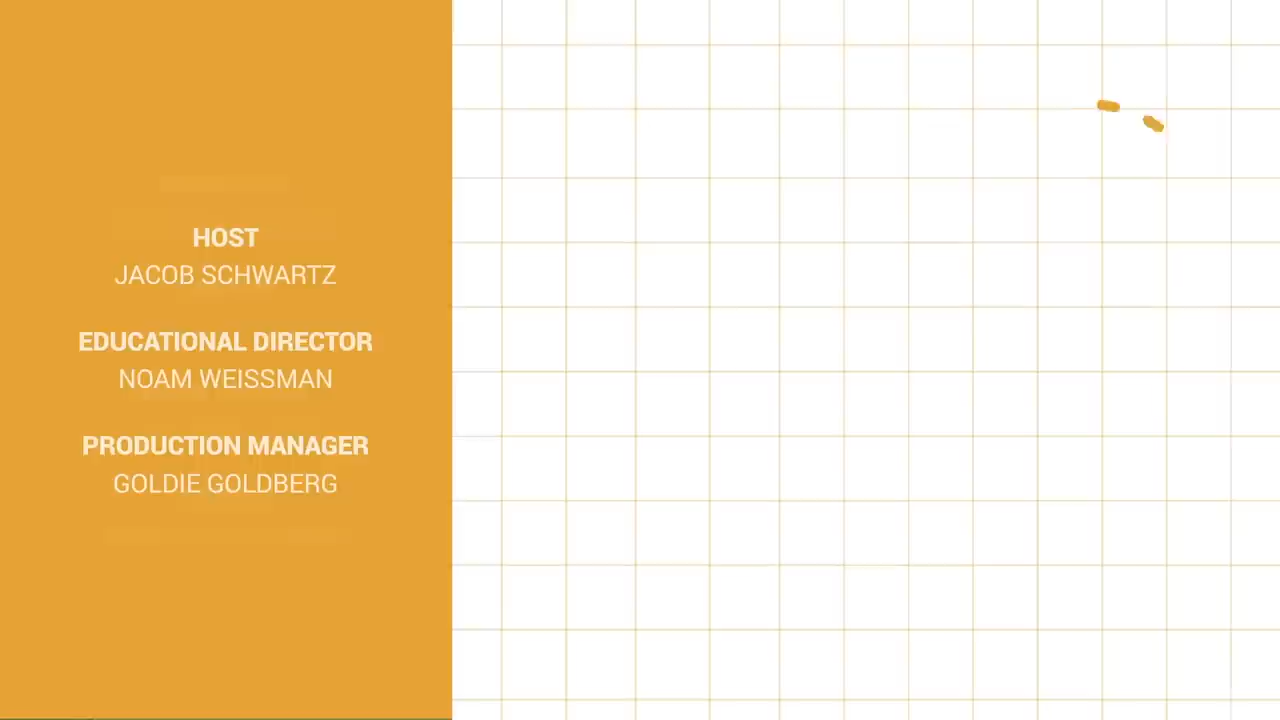 HOST
JACOB SCHWARTZ
EDUCATIONAL DIRECTOR
NOAM WEISSMAN
PRODUCTION MANAGER
GOLDIE GOLDBERG